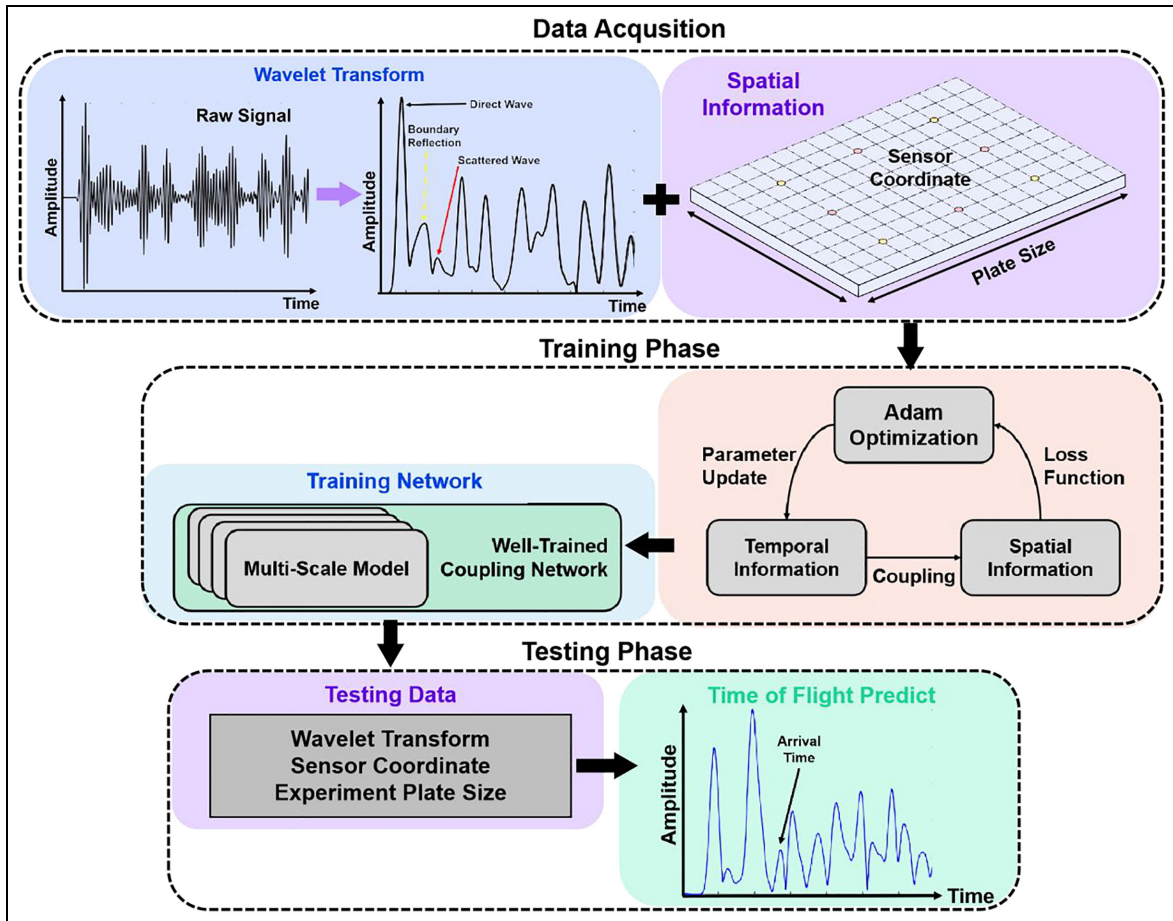 Data Acqusition
Wavelet Transform
Raw Signal
Amplitude
Time
Direct Wave
Boundary
Reflection
Scattered Wave
Amplitude
Time
Spatial
Information
Sensor
Coordinate
Plate Size
Training Phase
Adam
Optimization
Parameter
Update
Loss
Function
Temporal
Information
Coupling
Spatial
Information
Training Network
Multi-Scale Model
Well-Trained
Coupling Network
Testing Phase
Testing Data
Wavelet Transform
Sensor Coordinate
Experiment Plate Size
Time of Flight Predict
Arrival
Time
Amplitude
Time